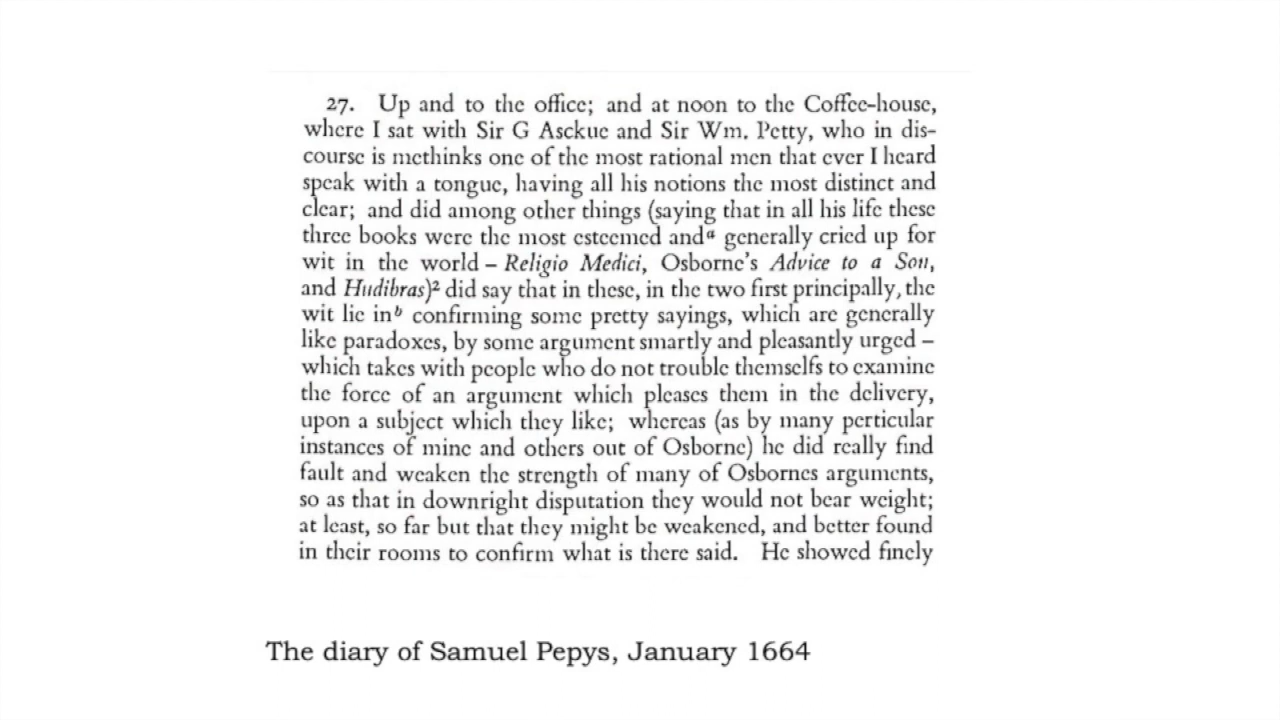 27. Up and to the office; and at noon to the Coffee-house,
where I sat with Sir G Asckue and Sir Wm. Petty, who in dis-
course is methinks one of the most rational men that ever I heard
speak with a tongue, having all his notions the most distinct and
clear; and did among other things (saying that in all his life these
three books were the most esteemed andᵃ generally cried up for
wit in the world – Religio Medici, Osborne's Advice to a Son,
and Hudibras)² did say that in these, in the two first principally, the
wit lie inᵇ confirming some pretty sayings, which are generally
like paradoxes, by some argument smartly and pleasantly urged –
which takes with people who do not trouble themselfs to examine
the force of an argument which pleases them in the delivery,
upon a subject which they like; whereas (as by many perticular
instances of mine and others out of Osborne) he did really find
fault and weaken the strength of many of Osbornes arguments,
so as that in downright disputation they would not bear weight;
at least, so far but that they might be weakened, and better found
in their rooms to confirm what is there said. He showed finely
The diary of Samuel Pepys, January 1664